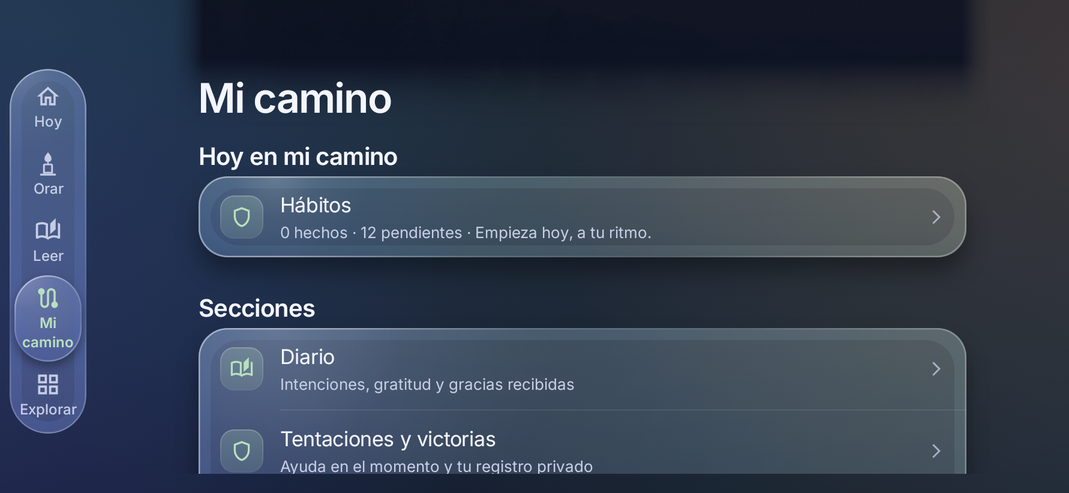 Mi camino
Hoy en mi camino
Hábitos
0 hechos · 12 pendientes · Empieza hoy, a tu ritmo.
Secciones
Diario
Intenciones, gratitud y gracias recibidas
Tentaciones y victorias
Ayuda en el momento y tu registro privado
Hoy
Orar
Leer
Mi
camino
Explorar